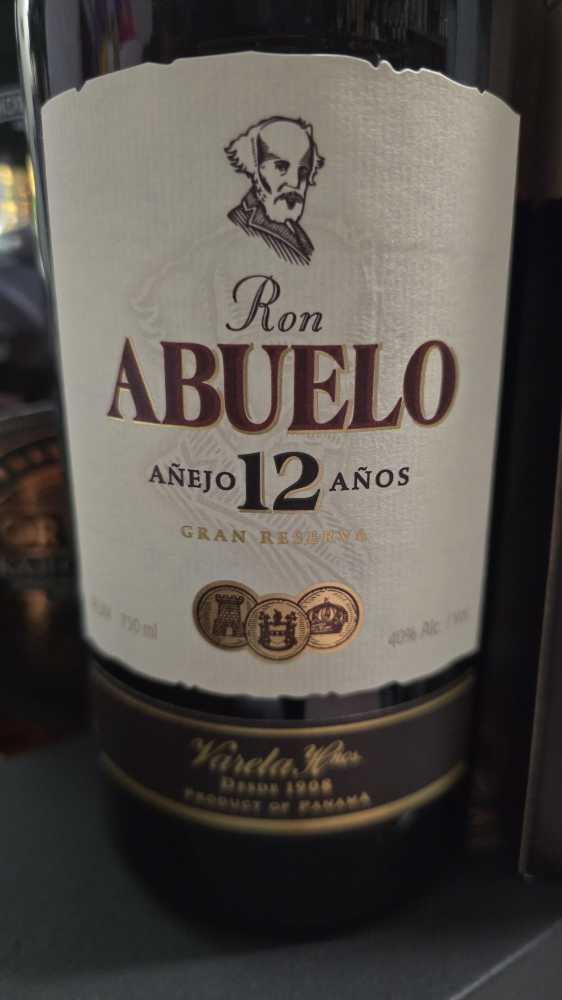 Ron
ABUELO
AÑEJO 12 AÑOS
GRAN RESERVA
RUM 750 ml
40% Alc. / Vol.
Varela Hnos.
DESDE 1908
PRODUCT OF PANAMA